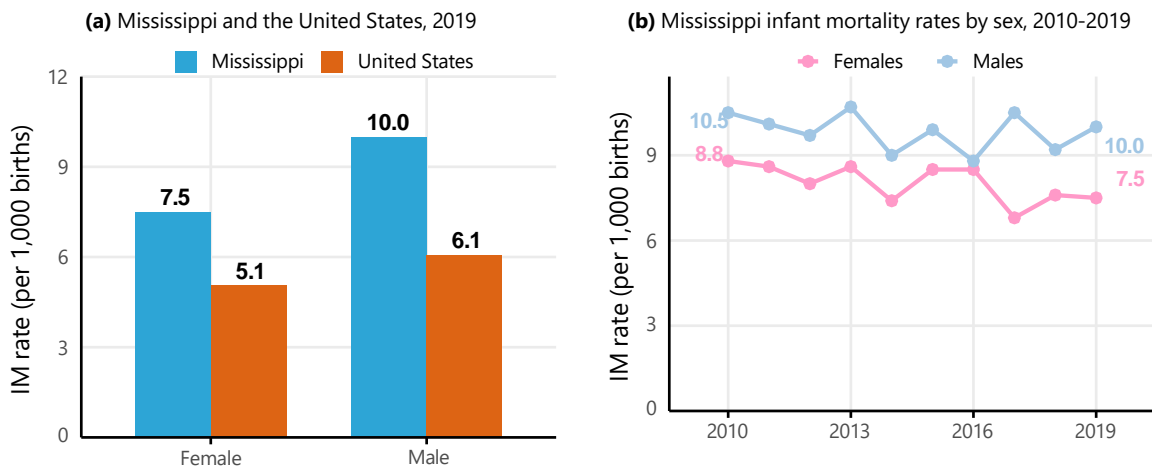 (a) Mississippi and the United States, 2019
Mississippi United States
IM rate (per 1,000 births)
12
9
6
3
0
7.5
5.1
10.0
6.1
Female Male
(b) Mississippi infant mortality rates by sex, 2010-2019
Females Males
IM rate (per 1,000 births)
9
6
3
0
10.5
8.8
10.0
7.5
2010 2013 2016 2019